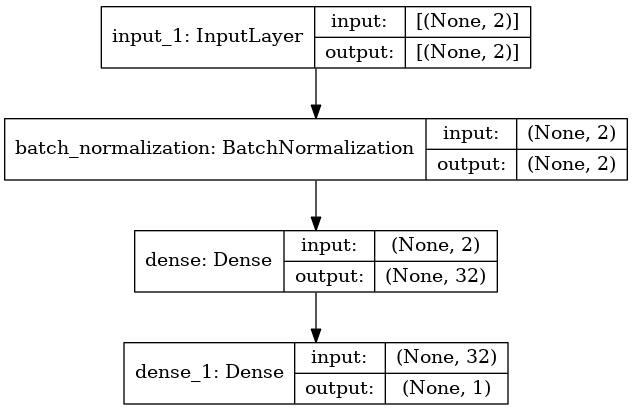 input_1: InputLayer
input: [(None, 2)]
output: [(None, 2)]
batch_normalization: BatchNormalization
input: (None, 2)
output: (None, 2)
dense: Dense
input: (None, 2)
output: (None, 32)
dense_1: Dense
input: (None, 32)
output: (None, 1)